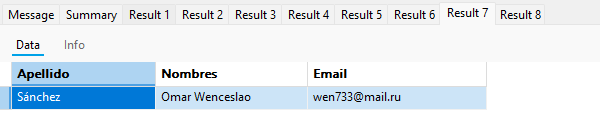 Message Summary Result 1 Result 2 Result 3 Result 4 Result 5 Result 6 Result 7 Result 8
Data Info
Apellido Nombres Email
Sánchez Omar Wenceslao wen733@mail.ru